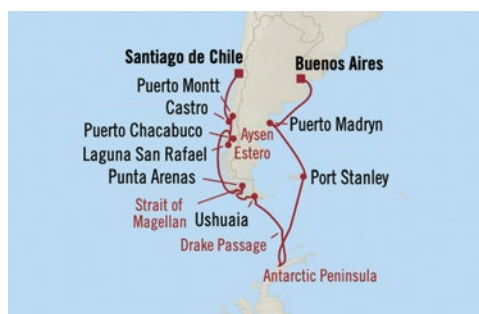 Santiago de Chile
Buenos Aires
Puerto Montt
Castro
Puerto Chacabuco
Aysen
Estero
Laguna San Rafael
Punta Arenas
Strait of
Magellan
Ushuaia
Drake Passage
Puerto Madryn
Port Stanley
Antarctic Peninsula